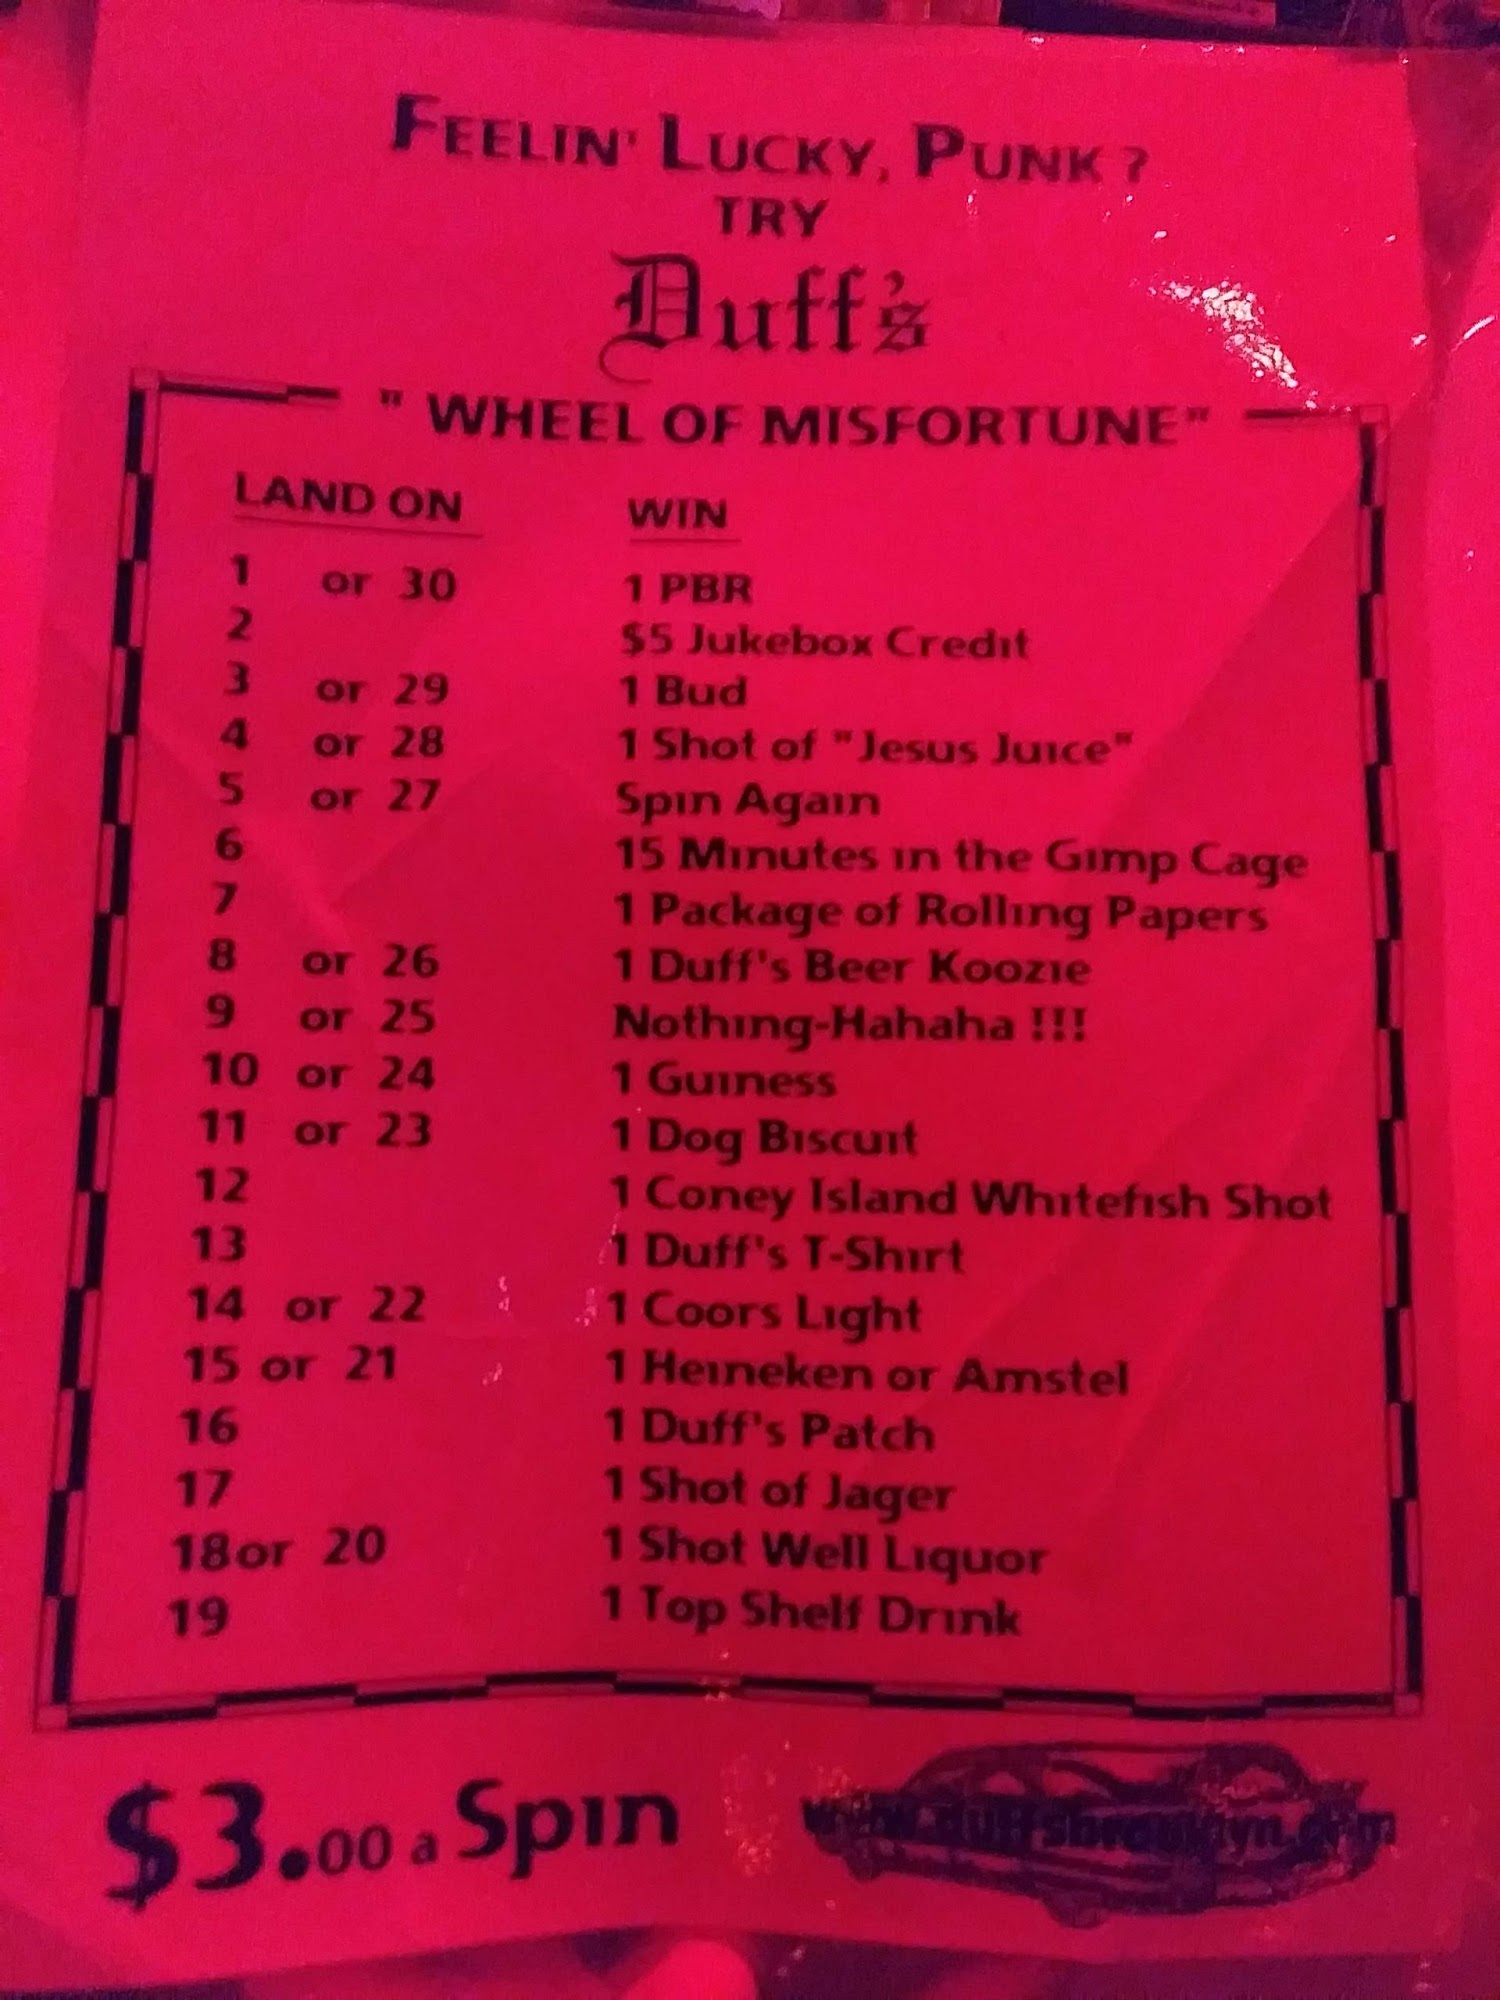 FEELIN' LUCKY, PUNK ?
TRY
Duff's
" WHEEL OF MISFORTUNE"
LAND ON WIN
1 or 30 1 PBR
2 $5 Jukebox Credit
3 or 29 1 Bud
4 or 28 1 Shot of "Jesus Juice"
5 or 27 Spin Again
6 15 Minutes in the Gimp Cage
7 1 Package of Rolling Papers
8 or 26 1 Duff's Beer Koozie
9 or 25 Nothing-Hahaha !!!
10 or 24 1 Guiness
11 or 23 1 Dog Biscuit
12 1 Coney Island Whitefish Shot
13 1 Duff's T-Shirt
14 or 22 1 Coors Light
15 or 21 1 Heineken or Amstel
16 1 Duff's Patch
17 1 Shot of Jager
18or 20 1 Shot Well Liquor
19 1 Top Shelf Drink
$3.00 a Spin
www.duffsbrooklyn.com